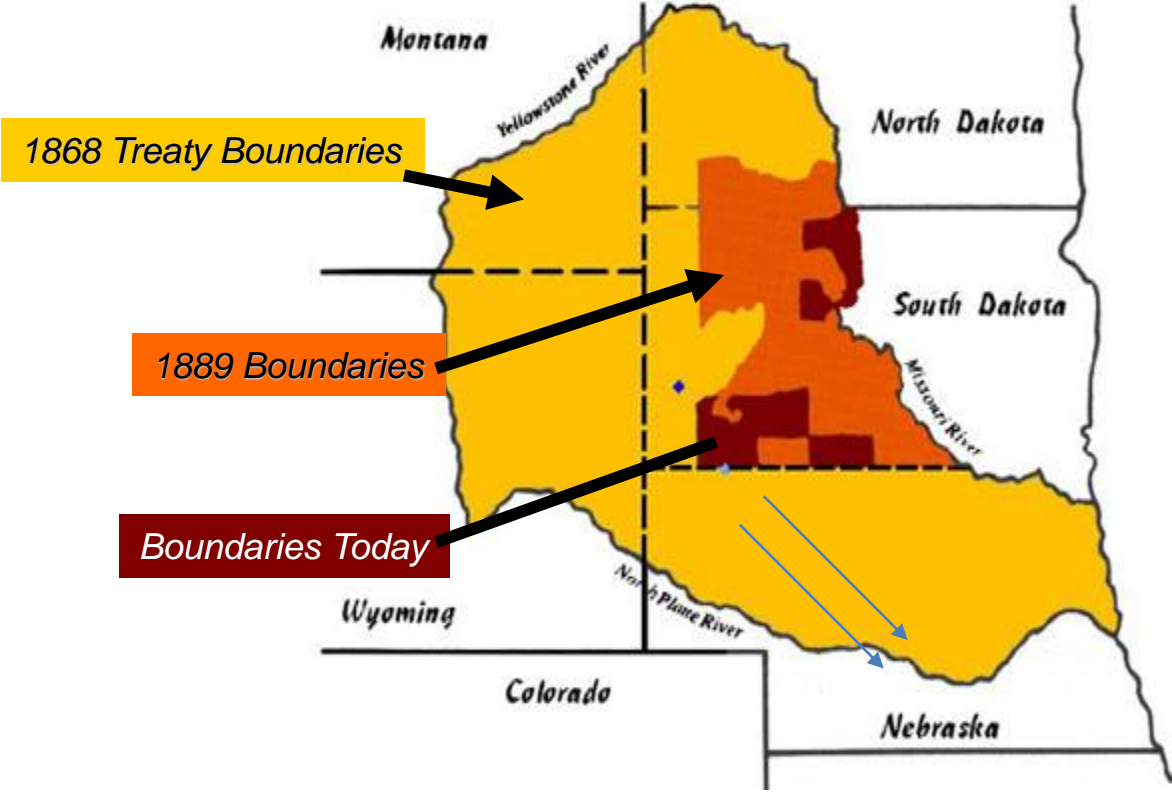 Montana
Yellowstone River
North Dakota
1868 Treaty Boundaries
South Dakota
1889 Boundaries
Missouri River
Boundaries Today
North Platte River
Wyoming
Colorado
Nebraska